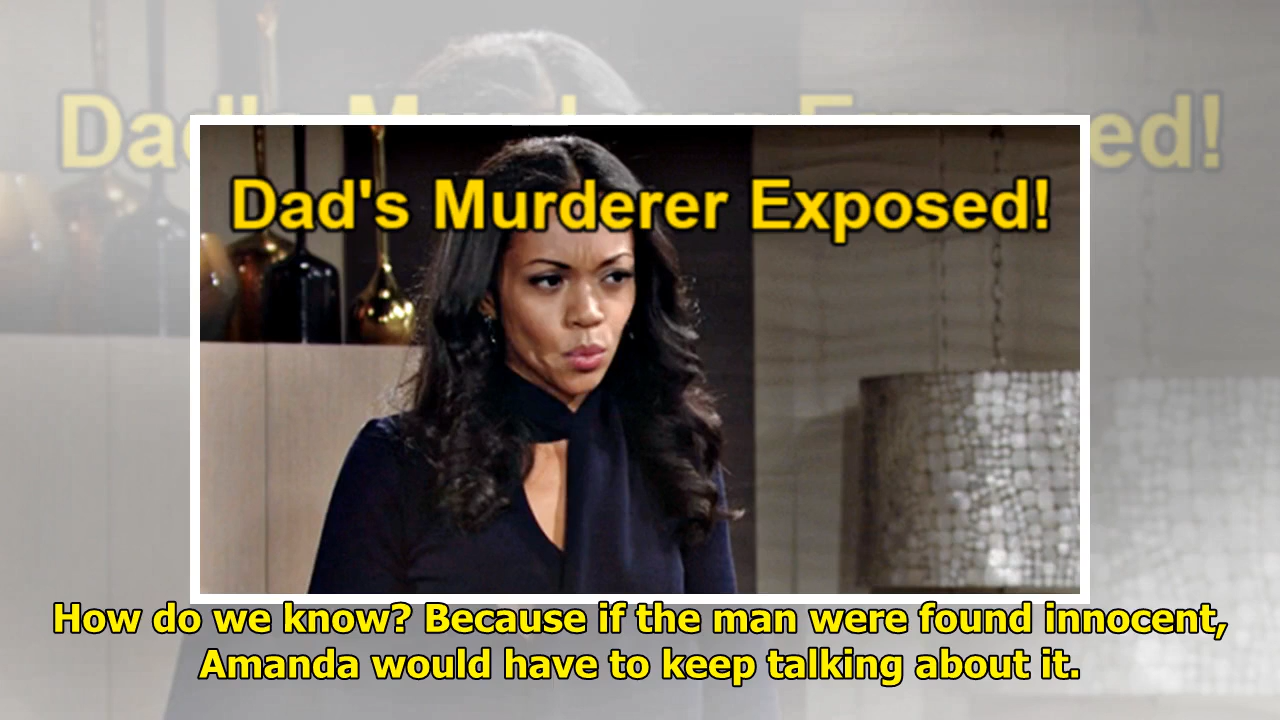 Dad's Murderer Exposed!
How do we know? Because if the man were found innocent,
Amanda would have to keep talking about it.